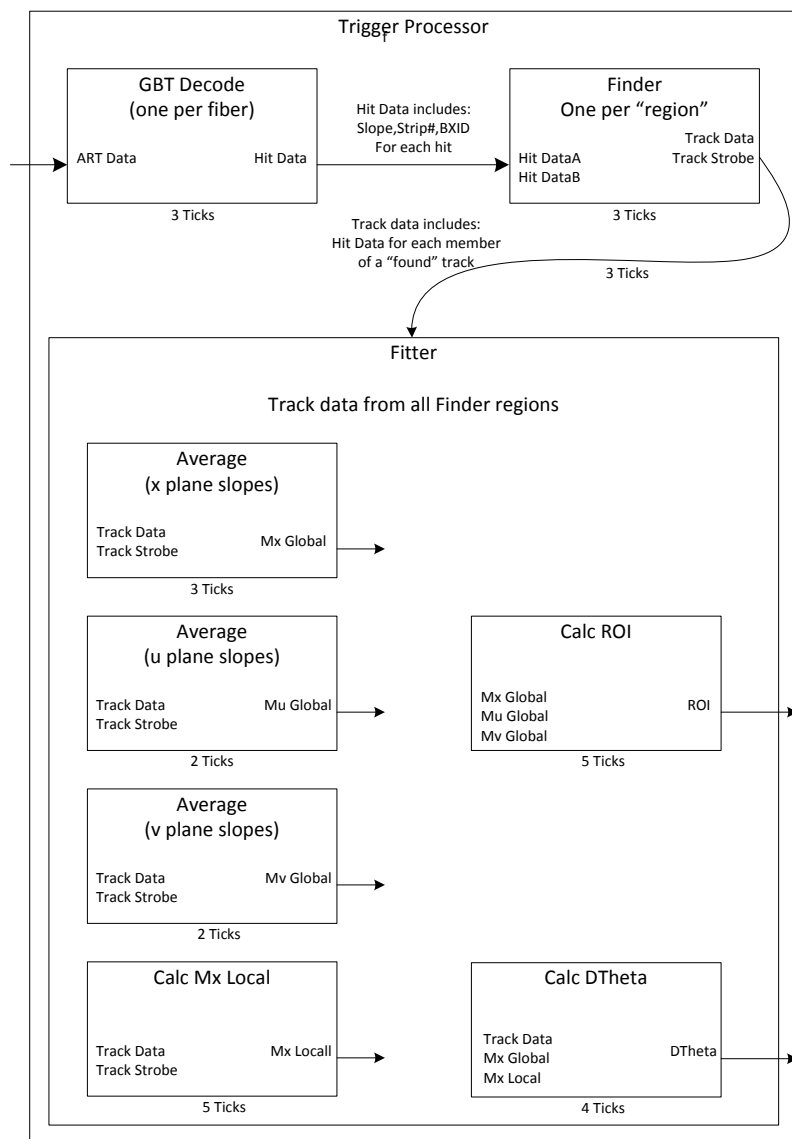 Trigger Processor
f
GBT Decode
(one per fiber)
ART Data
Hit Data
3 Ticks
Hit Data includes:
Slope,Strip#,BXID
For each hit
Finder
One per “region”
Track Data
Track Strobe
Hit DataA
Hit DataB
3 Ticks
Track data includes:
Hit Data for each member
of a “found” track
3 Ticks
Fitter
Track data from all Finder regions
Average
(x plane slopes)
Track Data
Track Strobe
Mx Global
3 Ticks
Average
(u plane slopes)
Track Data
Track Strobe
Mu Global
2 Ticks
Calc ROI
Mx Global
Mu Global
Mv Global
ROI
5 Ticks
Average
(v plane slopes)
Track Data
Track Strobe
Mv Global
2 Ticks
Calc Mx Local
Track Data
Track Strobe
Mx Locall
5 Ticks
Calc DTheta
Track Data
Mx Global
Mx Local
DTheta
4 Ticks